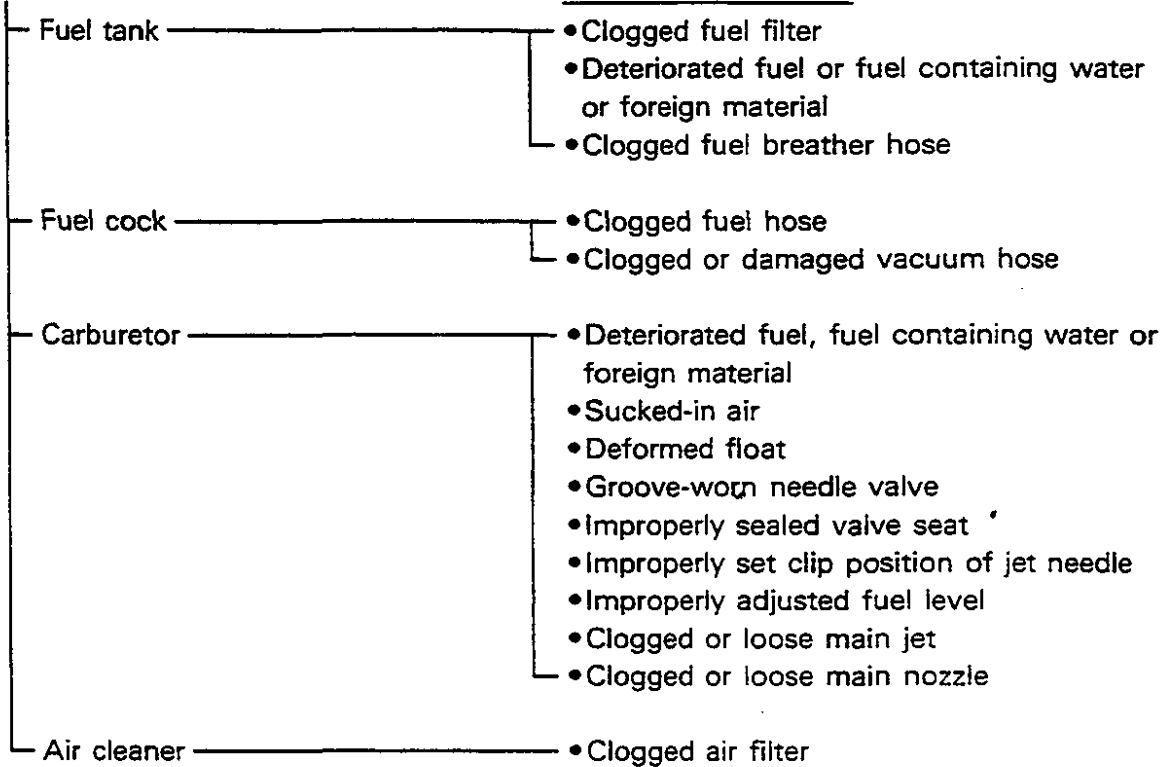 Fuel tank
•Clogged fuel filter
•Deteriorated fuel or fuel containing water
or foreign material
•Clogged fuel breather hose
Fuel cock
•Clogged fuel hose
•Clogged or damaged vacuum hose
Carburetor
•Deteriorated fuel, fuel containing water or
foreign material
•Sucked-in air
•Deformed float
•Groove-worn needle valve
•Improperly sealed valve seat
•Improperly set clip position of jet needle
•Improperly adjusted fuel level
•Clogged or loose main jet
•Clogged or loose main nozzle
Air cleaner
•Clogged air filter